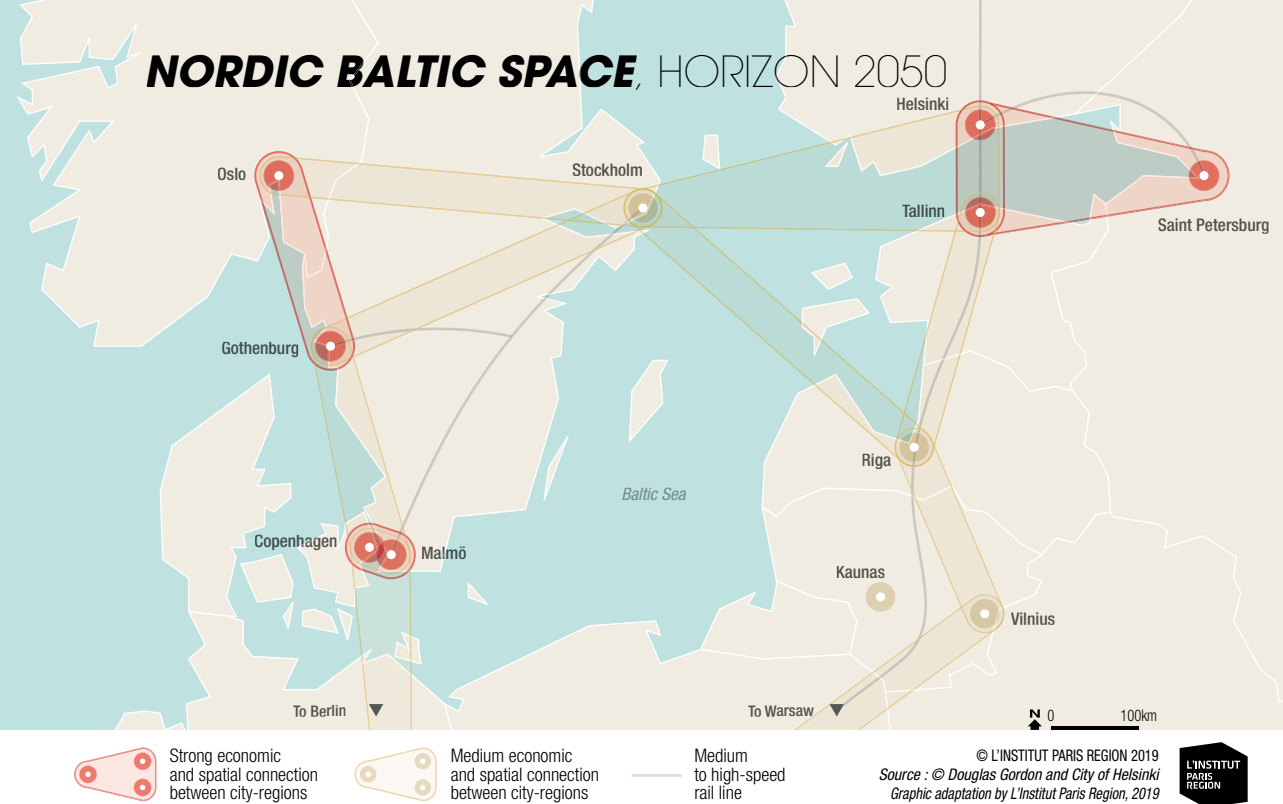 NORDIC BALTIC SPACE, HORIZON 2050
Helsinki
Oslo
Stockholm
Tallinn
Saint Petersburg
Gothenburg
Riga
Baltic Sea
Copenhagen
Malmö
Kaunas
Vilnius
To Berlin
To Warsaw
N 0 100km
Strong economic
and spatial connection
between city-regions
Medium economic
and spatial connection
between city-regions
Medium
to high-speed
rail line
© L'INSTITUT PARIS REGION 2019
Source : © Douglas Gordon and City of Helsinki
Graphic adaptation by L'Institut Paris Region, 2019
L'INSTITUT
PARIS
REGION